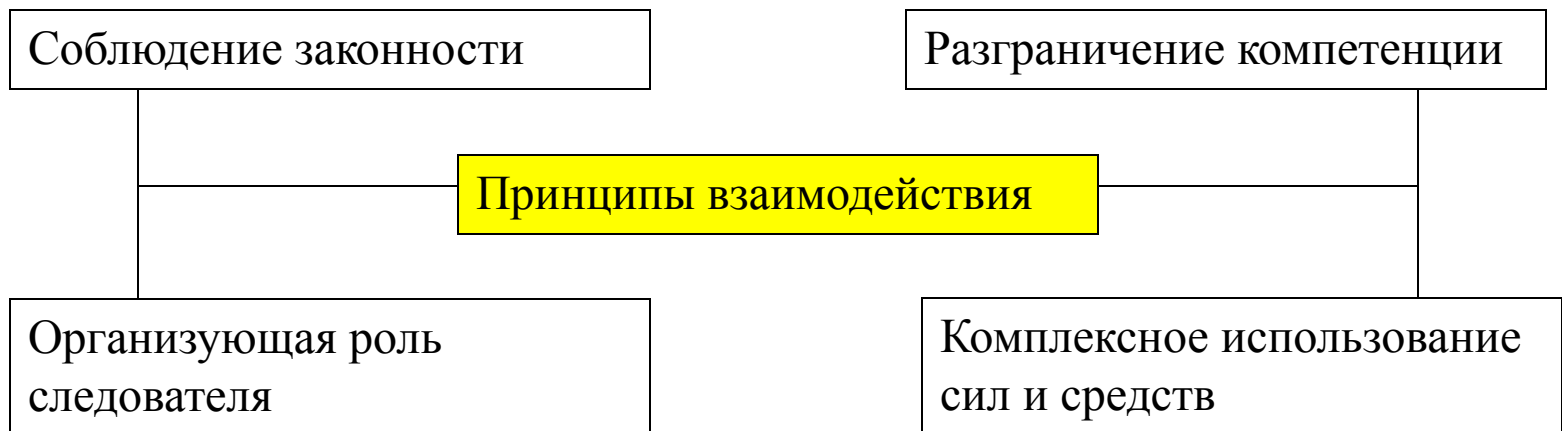 Соблюдение законности
Разграничение компетенции
Принципы взаимодействия
Организующая роль
следователя
Комплексное использование
сил и средств